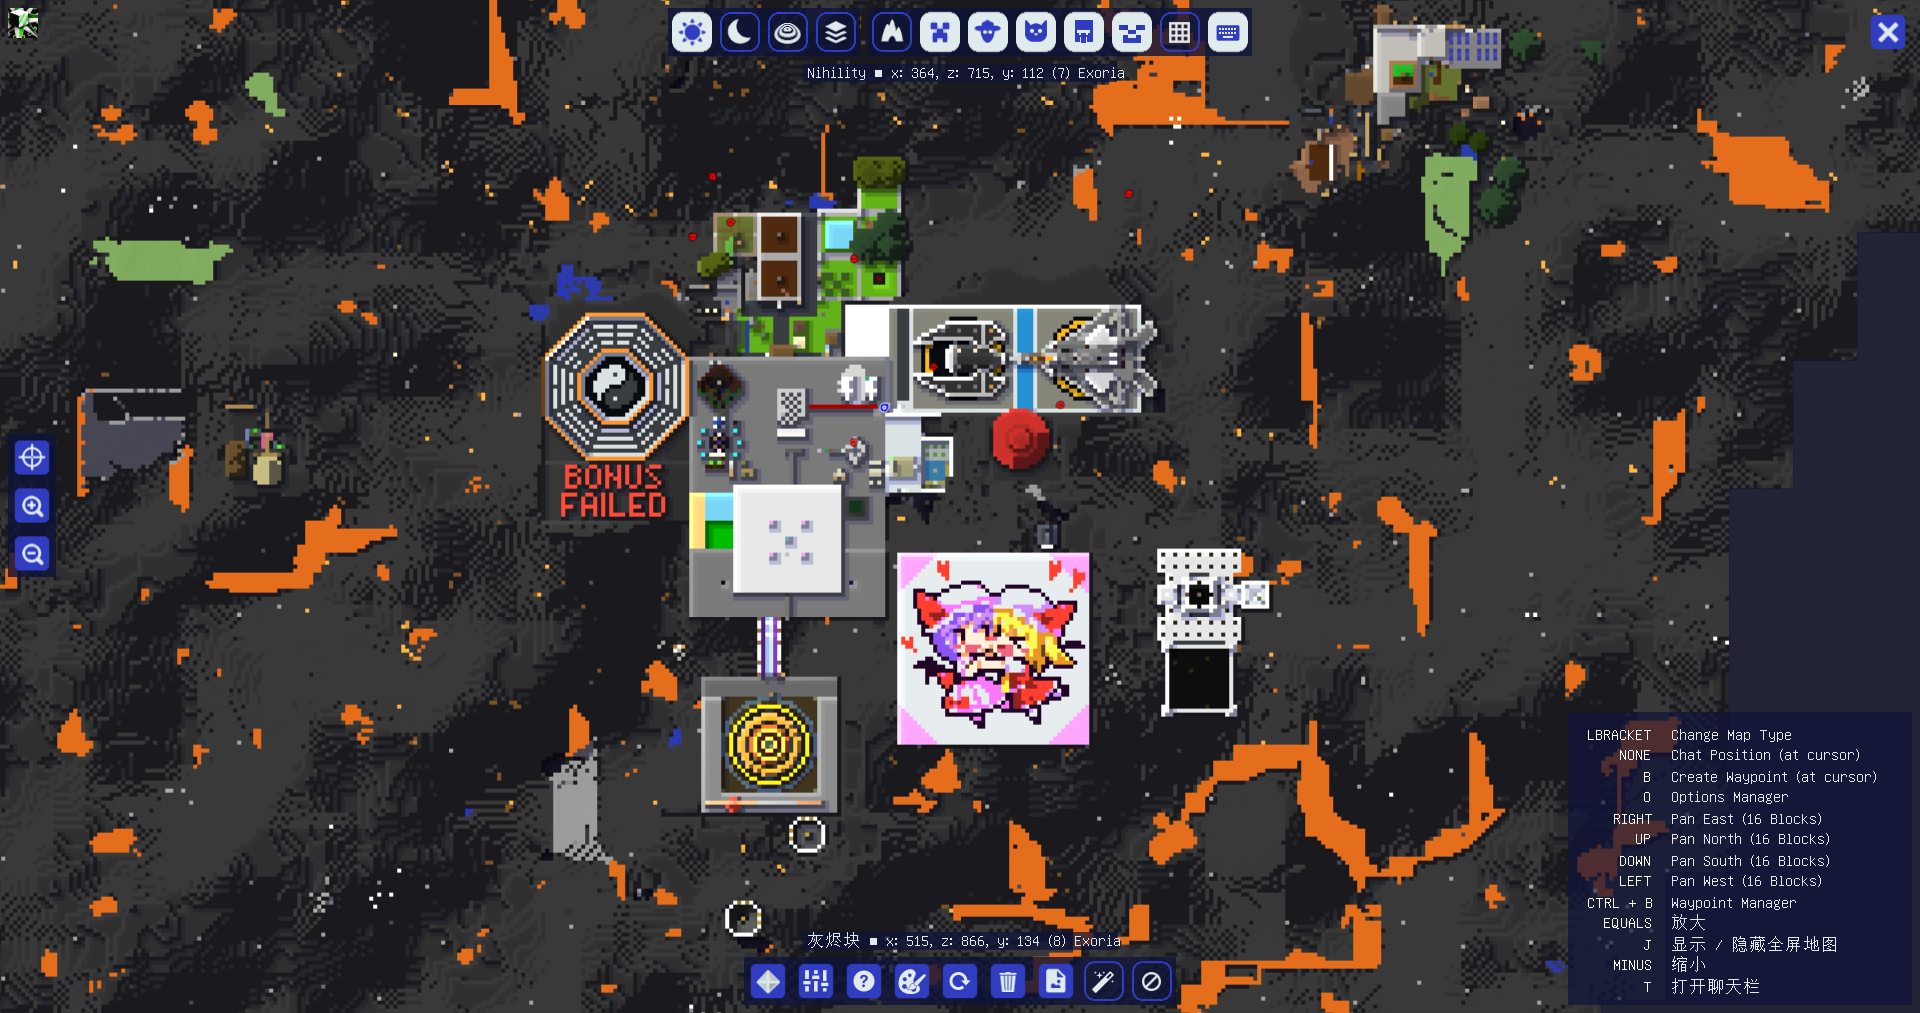 Nihility ■ x: 364, z: 715, y: 112 (7) Exoria
BONUS
FAILED
LBRACKET Change Map Type
NONE Chat Position (at cursor)
B Create Waypoint (at cursor)
O Options Manager
RIGHT Pan East (16 Blocks)
UP Pan North (16 Blocks)
DOWN Pan South (16 Blocks)
LEFT Pan West (16 Blocks)
CTRL + B Waypoint Manager
EQUALS 放大
J 显示 / 隐藏全屏地图
MINUS 缩小
T 打开聊天栏
灰烬块 ■ x: 515, z: 866, y: 134 (8) Exoria